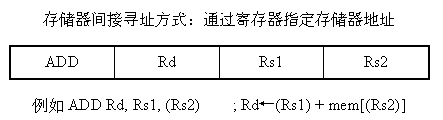 存储器间接寻址方式：通过寄存器指定存储器地址
ADD Rd Rs1 Rs2
例如 ADD Rd, Rs1, (Rs2) ; Rd←(Rs1) + mem[(Rs2)]